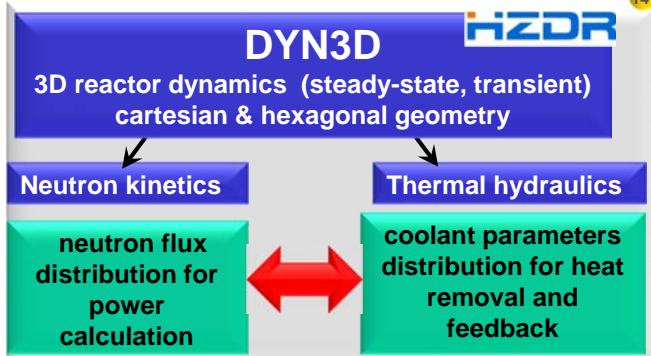 14
HZDR
DYN3D
3D reactor dynamics (steady-state, transient)
cartesian & hexagonal geometry
Neutron kinetics
Thermal hydraulics
neutron flux
distribution for
power
calculation
coolant parameters
distribution for heat
removal and
feedback